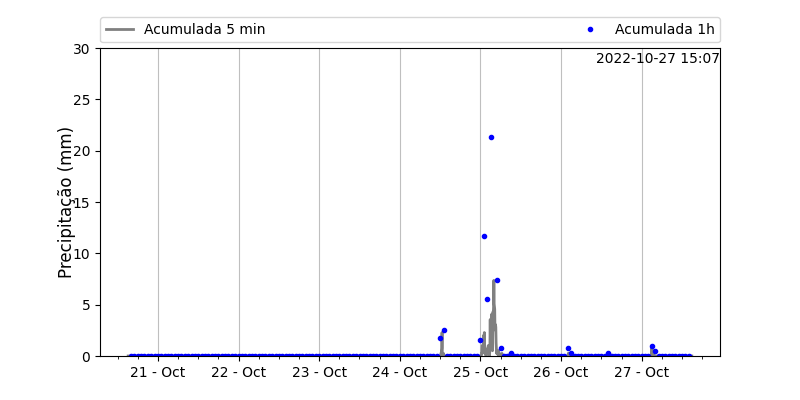 Acumulada 5 min
Acumulada 1h
2022-10-27 15:07
Precipitação (mm)
30
25
20
15
10
5
0
21 - Oct
22 - Oct
23 - Oct
24 - Oct
25 - Oct
26 - Oct
27 - Oct